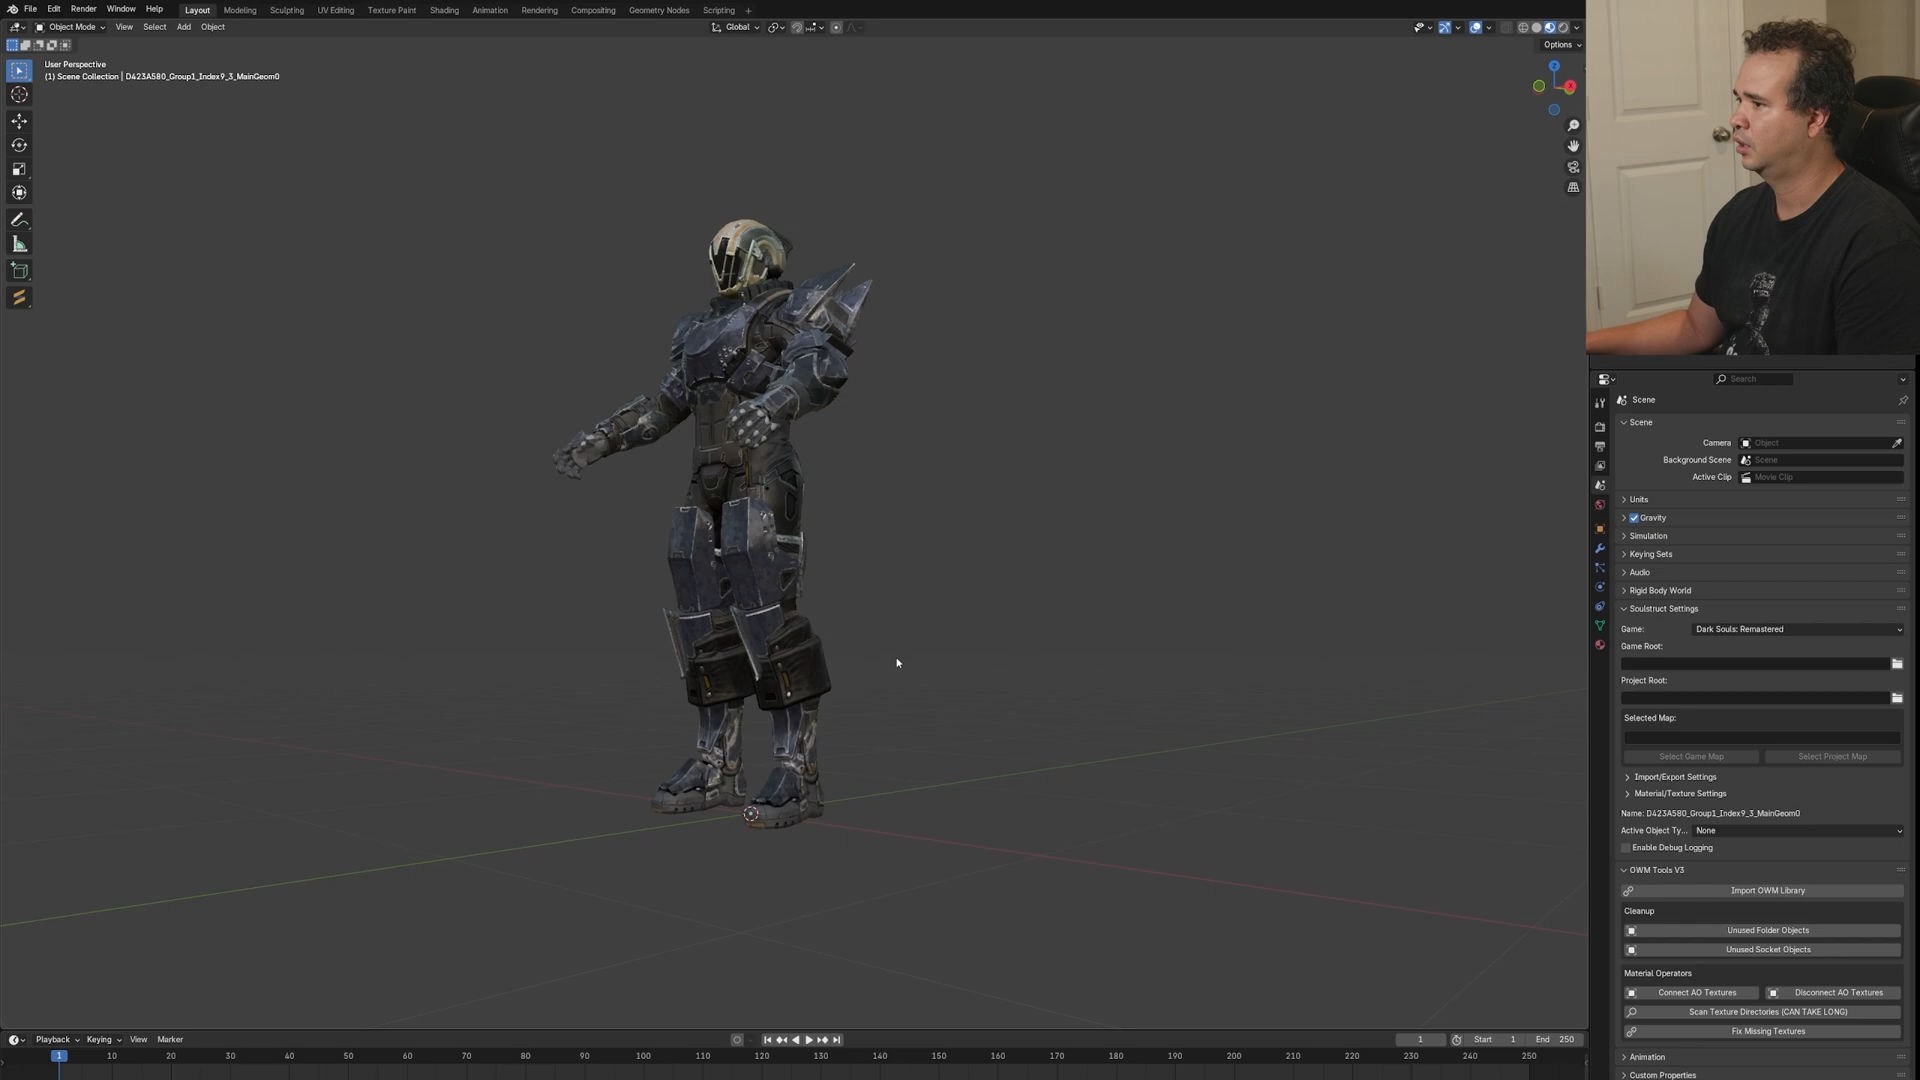 File Edit Render Window Help Layout Modeling Sculpting UV Editing Texture Paint Shading Animation Rendering Compositing Geometry Nodes Scripting +
Object Mode View Select Add Object Global
Options
User Perspective
(1) Scene Collection | D423A580_Group1_Index9_3_MainGeom0
Z
X
Search
Scene
Scene
Camera Object
Background Scene Scene
Active Clip Movie Clip
Units
Gravity
Simulation
Keying Sets
Audio
Rigid Body World
Soulstruct Settings
Game: Dark Souls: Remastered
Game Root:
Project Root:
Selected Map:
Select Game Map Select Project Map
Import/Export Settings
Material/Texture Settings
Name: D423A580_Group1_Index9_3_MainGeom0
Active Object Ty... None
Enable Debug Logging
OWM Tools V3
Import OWM Library
Cleanup
Unused Folder Objects
Unused Socket Objects
Material Operators
Connect AO Textures Disconnect AO Textures
Scan Texture Directories (CAN TAKE LONG)
Fix Missing Textures
Animation
Custom Properties
Playback Keying View Marker 1 Start 1 End 250
1 10 20 30 40 50 60 70 80 90 100 110 120 130 140 150 160 170 180 190 200 210 220 230 240 250